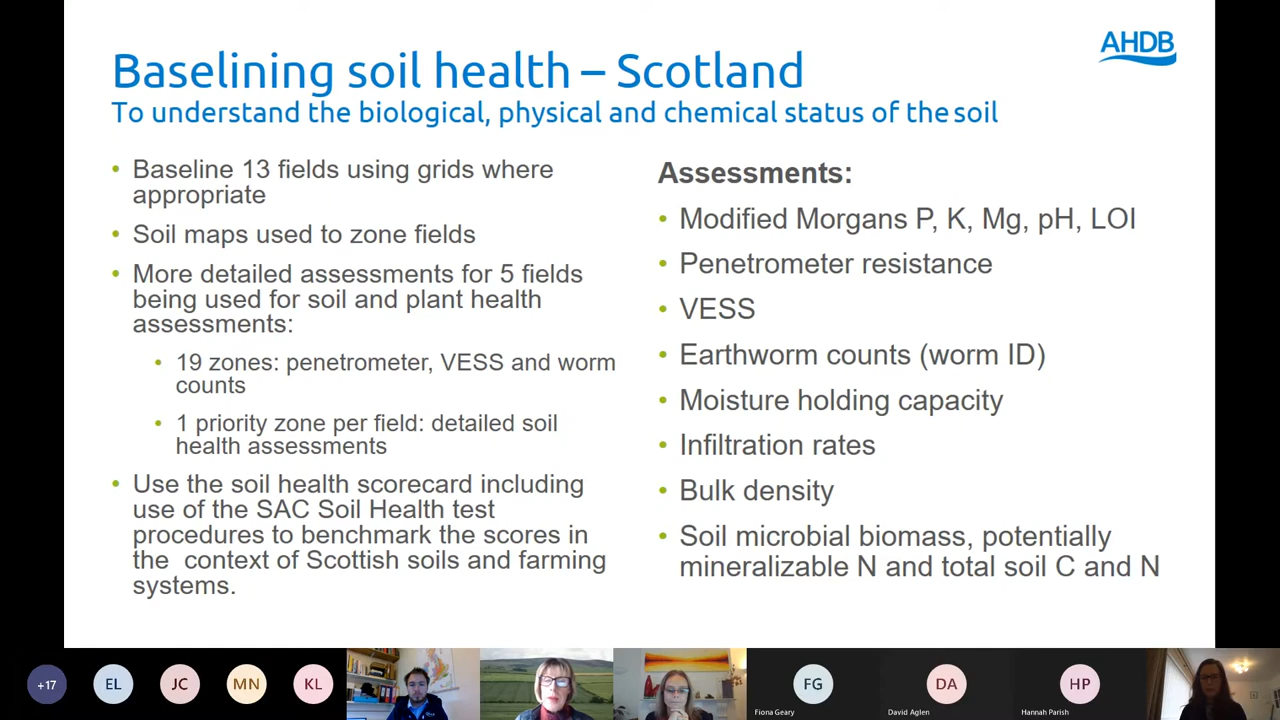 AHDB
Baselining soil health – Scotland
To understand the biological, physical and chemical status of the soil
• Baseline 13 fields using grids where
appropriate
• Soil maps used to zone fields
• More detailed assessments for 5 fields
being used for soil and plant health
assessments:
• 19 zones: penetrometer, VESS and worm
counts
• 1 priority zone per field: detailed soil
health assessments
• Use the soil health scorecard including
use of the SAC Soil Health test
procedures to benchmark the scores in
the context of Scottish soils and farming
systems.
Assessments:
• Modified Morgans P, K, Mg, pH, LOI
• Penetrometer resistance
• VESS
• Earthworm counts (worm ID)
• Moisture holding capacity
• Infiltration rates
• Bulk density
• Soil microbial biomass, potentially
mineralizable N and total soil C and N
+17
EL
JC
MN
KL
FG
Fiona Geary
DA
David Aglen
HP
Hannah Parish